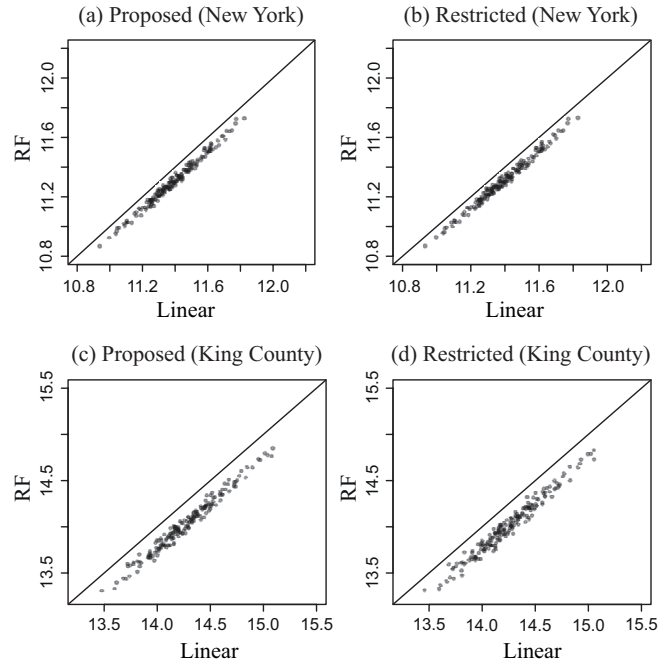 (a) Proposed (New York)
(b) Restricted (New York)
RF
10.8 11.2 11.6 12.0
10.8 11.2 11.6 12.0
Linear
RF
10.8 11.2 11.6 12.0
10.8 11.2 11.6 12.0
Linear
(c) Proposed (King County)
(d) Restricted (King County)
RF
13.5 14.5 15.5
13.5 14.0 14.5 15.0 15.5
Linear
RF
13.5 14.5 15.5
13.5 14.0 14.5 15.0 15.5
Linear